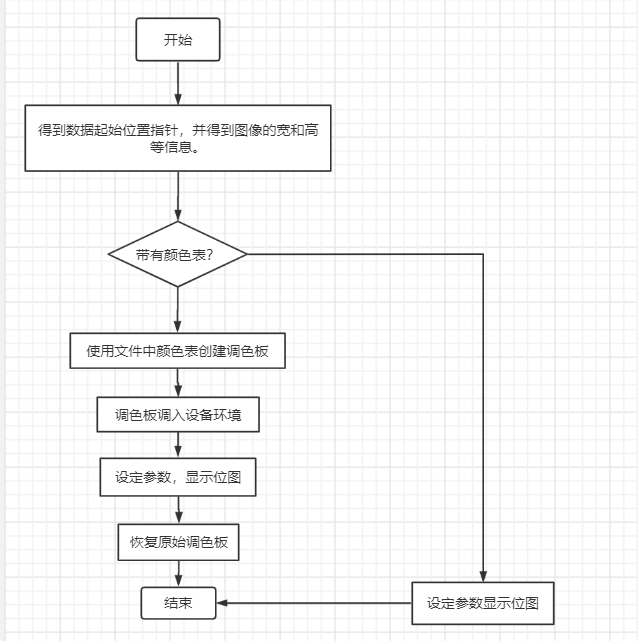 开始
得到数据起始位置指针，并得到图像的宽和高
等信息。
带有颜色表？
使用文件中颜色表创建调色板
调色板调入设备环境
设定参数，显示位图
恢复原始调色板
结束
设定参数显示位图